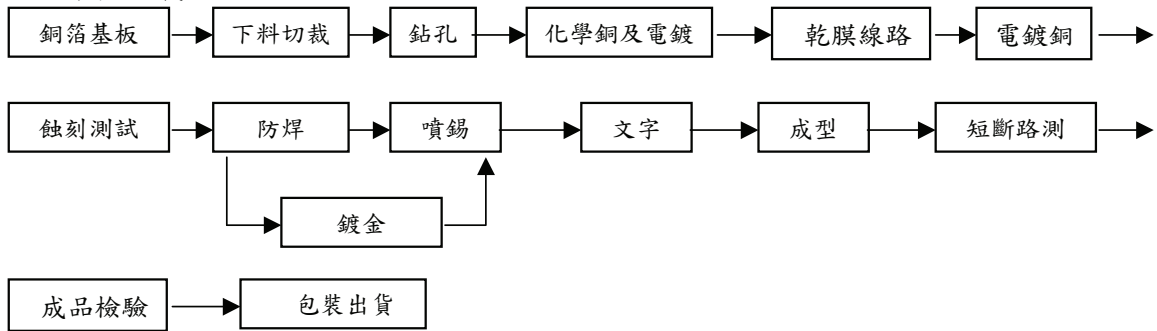 銅箔基板 下料切裁 鉆孔 化學銅及電鍍 乾膜線路 電鍍銅
蝕刻測試 防焊 噴錫 文字 成型 短斷路測
鍍金
成品檢驗 包裝出貨